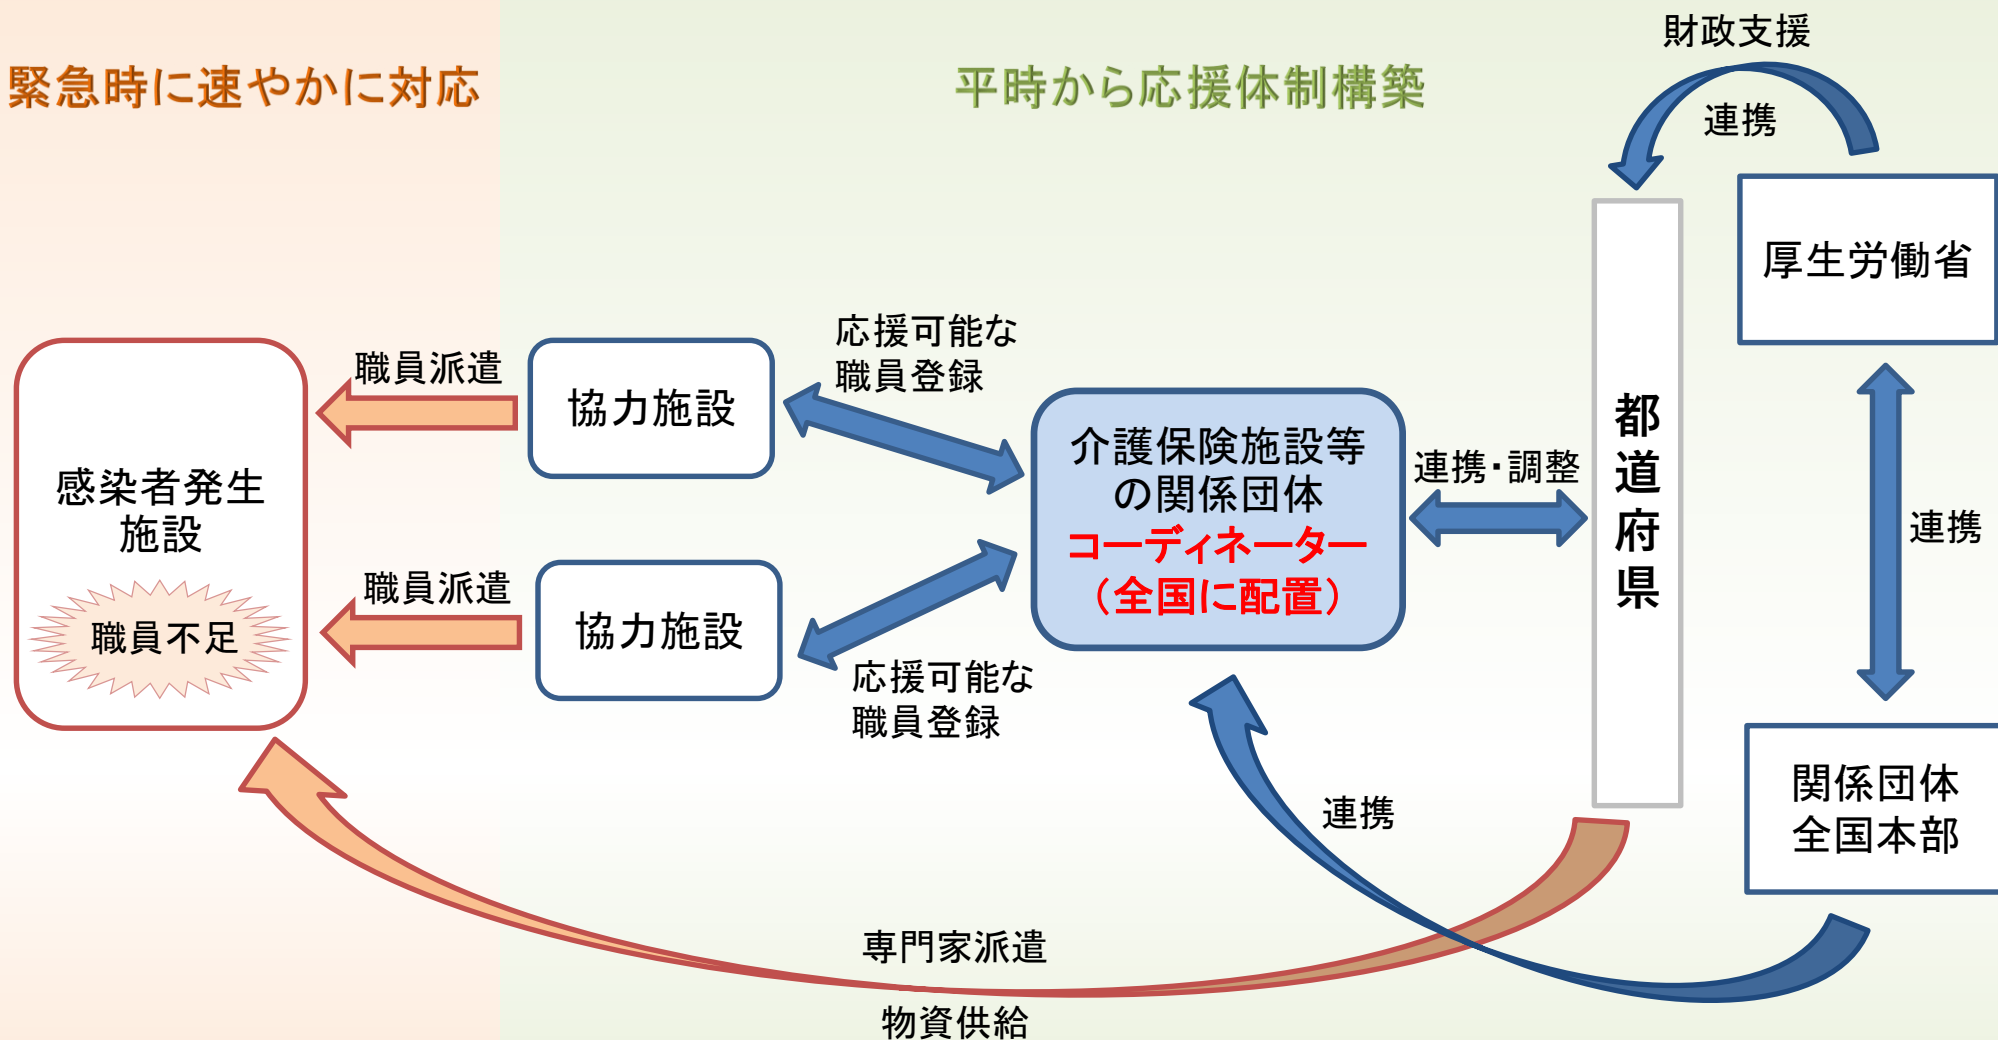 緊急時に速やかに対応
平時から応援体制構築
財政支援
連携
厚生労働省
都道府県
連携
関係団体
全国本部
連携・調整
介護保険施設等
の関係団体
コーディネーター
（全国に配置）
応援可能な
職員登録
協力施設
職員派遣
応援可能な
職員登録
協力施設
職員派遣
感染者発生
施設
職員不足
連携
専門家派遣
物資供給